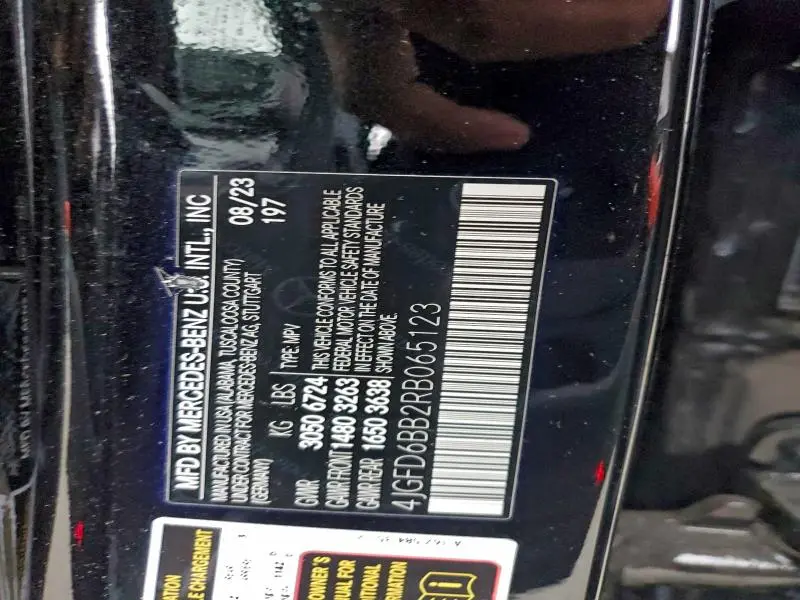 MFD BY MERCEDES-BENZ U.S. INTL., INC
MANUFACTURED IN USA (ALABAMA, TUSCALOOSA COUNTY)
UNDER CONTRACT FOR MERCEDES-BENZ AG, STUTTGART
(GERMANY)
08/23
197
KG LBS TYPE: MPV
GVWR 3050 6724
GAWR FRONT 1480 3263
GAWR REAR 1650 3638
THIS VEHICLE CONFORMS TO ALL APPLICABLE
FEDERAL MOTOR VEHICLE SAFETY STANDARDS
IN EFFECT ON THE DATE OF MANUFACTURE
SHOWN ABOVE.
4JGFD6BB2RB065123
CHARGEMENT
OWNER'S
FOR